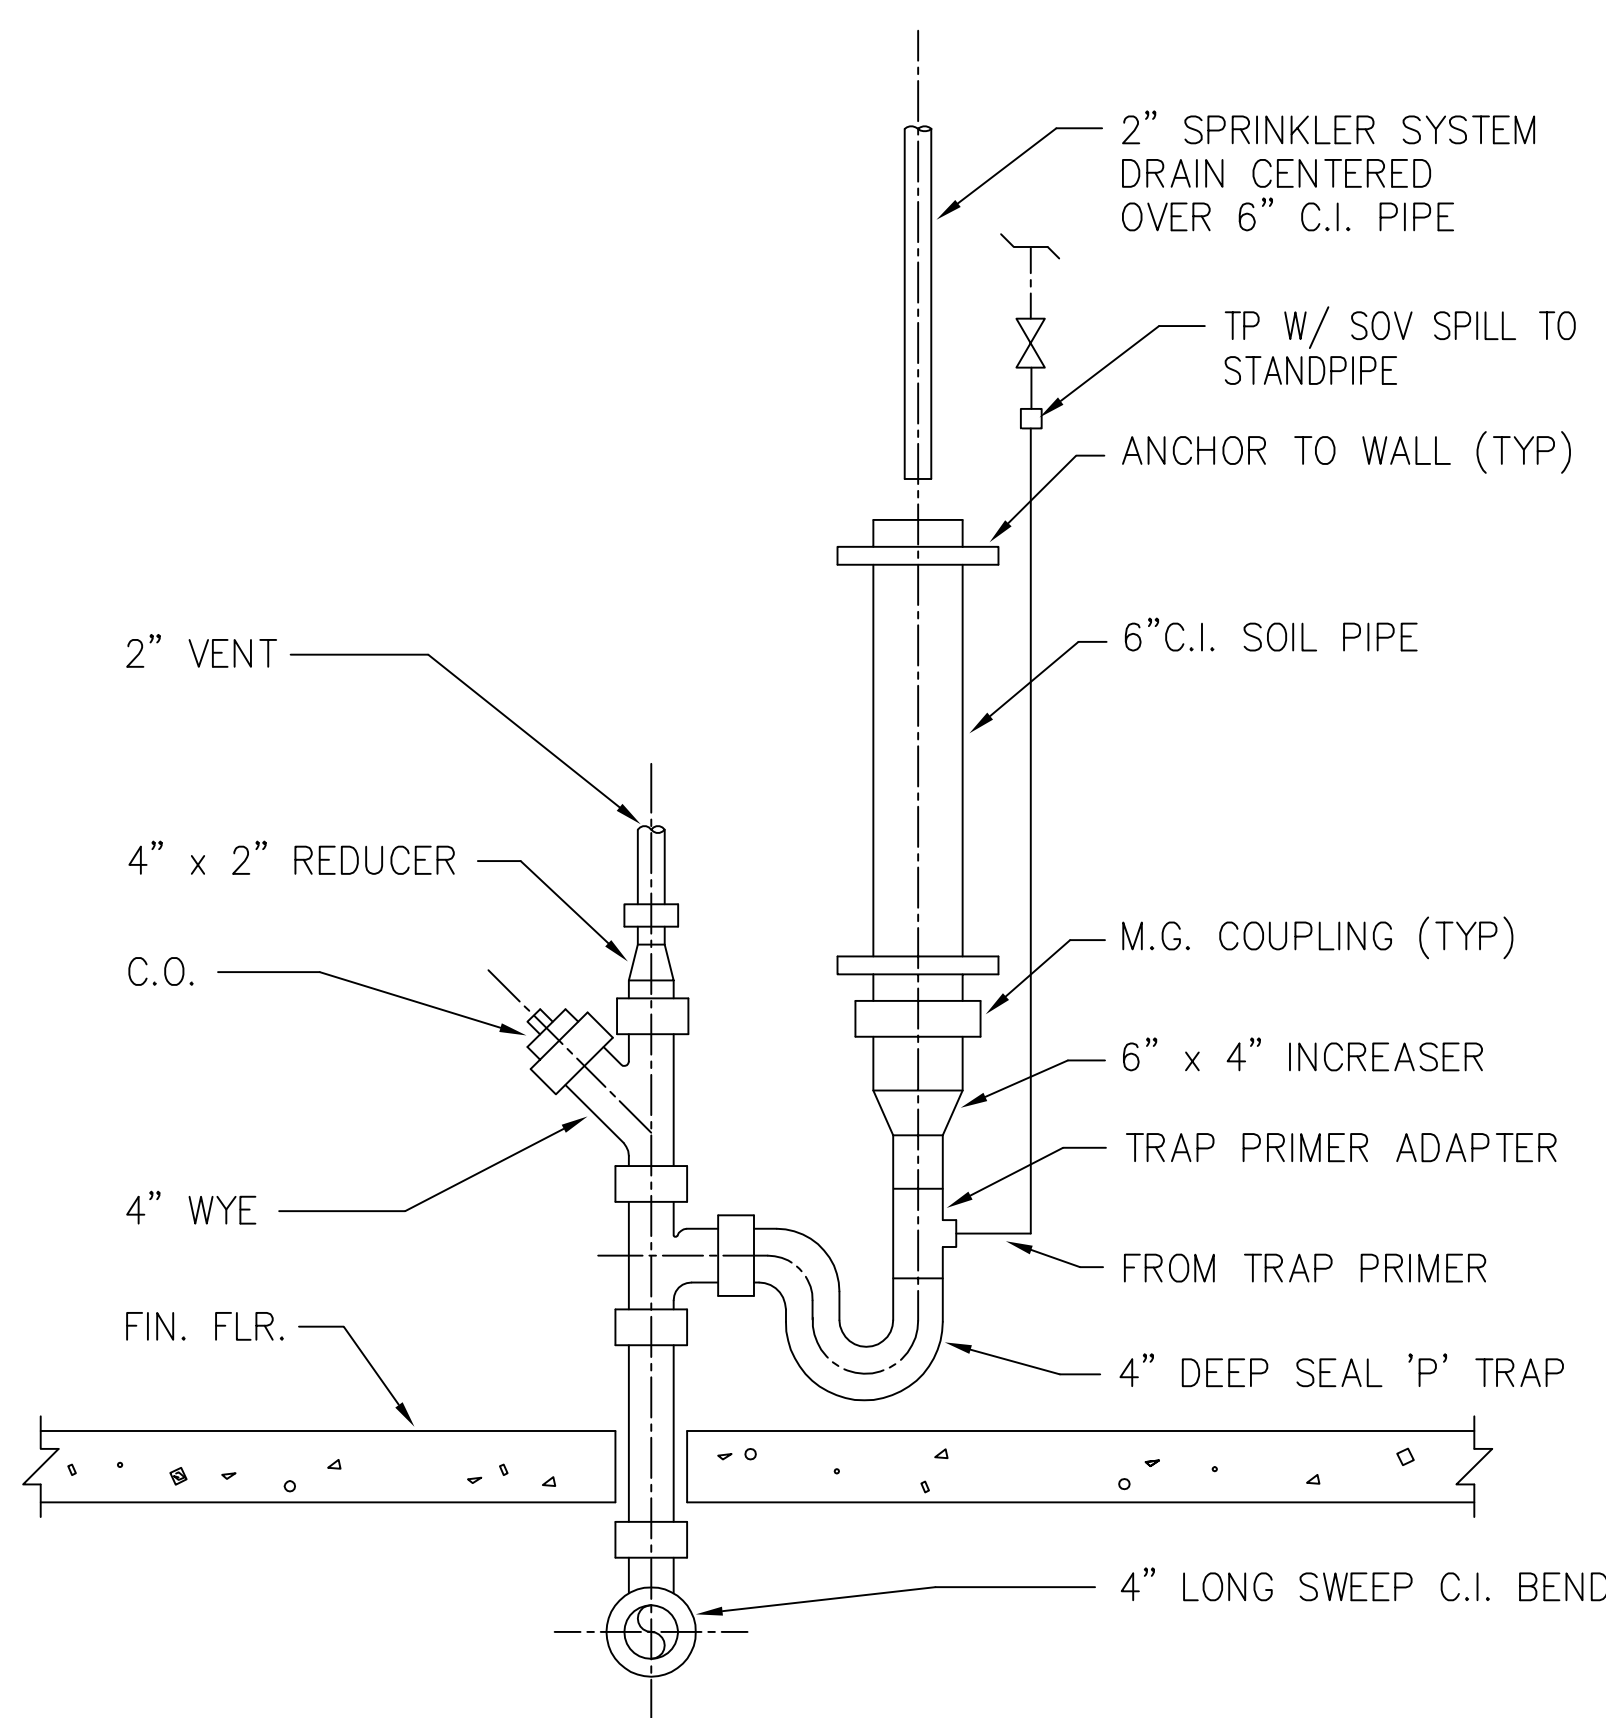 2” SPRINKLER SYSTEM
DRAIN CENTERED
OVER 6” C.I. PIPE
TP W/ SOV SPILL TO
STANDPIPE
ANCHOR TO WALL (TYP)
6”C.I. SOIL PIPE
2” VENT
4” x 2” REDUCER
C.O.
M.G. COUPLING (TYP)
6” x 4” INCREASER
TRAP PRIMER ADAPTER
4” WYE
FROM TRAP PRIMER
FIN. FLR.
4” DEEP SEAL ’P’ TRAP
4” LONG SWEEP C.I. BEND